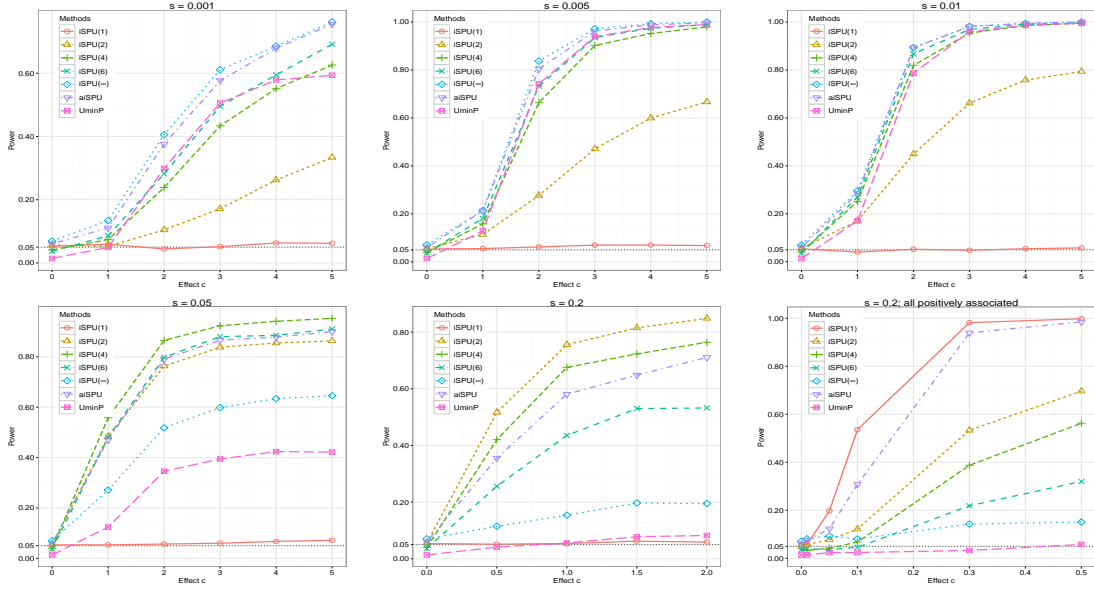 s = 0.001
Methods
iSPU(1)
iSPU(2)
iSPU(4)
iSPU(6)
iSPU(∞)
aiSPU
UminP
Power
0.60
0.40
0.20
0.05
0.00
0 1 2 3 4 5
Effect c
s = 0.005
Methods
iSPU(1)
iSPU(2)
iSPU(4)
iSPU(6)
iSPU(∞)
aiSPU
UminP
Power
1.00
0.80
0.60
0.40
0.20
0.05
0.00
0 1 2 3 4 5
Effect c
s = 0.01
Methods
iSPU(1)
iSPU(2)
iSPU(4)
iSPU(6)
iSPU(∞)
aiSPU
UminP
Power
1.00
0.80
0.60
0.40
0.20
0.05
0.00
0 1 2 3 4 5
Effect c
s = 0.05
Methods
iSPU(1)
iSPU(2)
iSPU(4)
iSPU(6)
iSPU(∞)
aiSPU
UminP
Power
0.80
0.60
0.40
0.20
0.05
0.00
0 1 2 3 4 5
Effect c
s = 0.2
Methods
iSPU(1)
iSPU(2)
iSPU(4)
iSPU(6)
iSPU(∞)
aiSPU
UminP
Power
0.80
0.60
0.40
0.20
0.05
0.00
0.0 0.5 1.0 1.5 2.0
Effect c
s = 0.2; all positively associated
Methods
iSPU(1)
iSPU(2)
iSPU(4)
iSPU(6)
iSPU(∞)
aiSPU
UminP
Power
1.00
0.80
0.60
0.40
0.20
0.05
0.00
0.0 0.1 0.2 0.3 0.4 0.5
Effect c